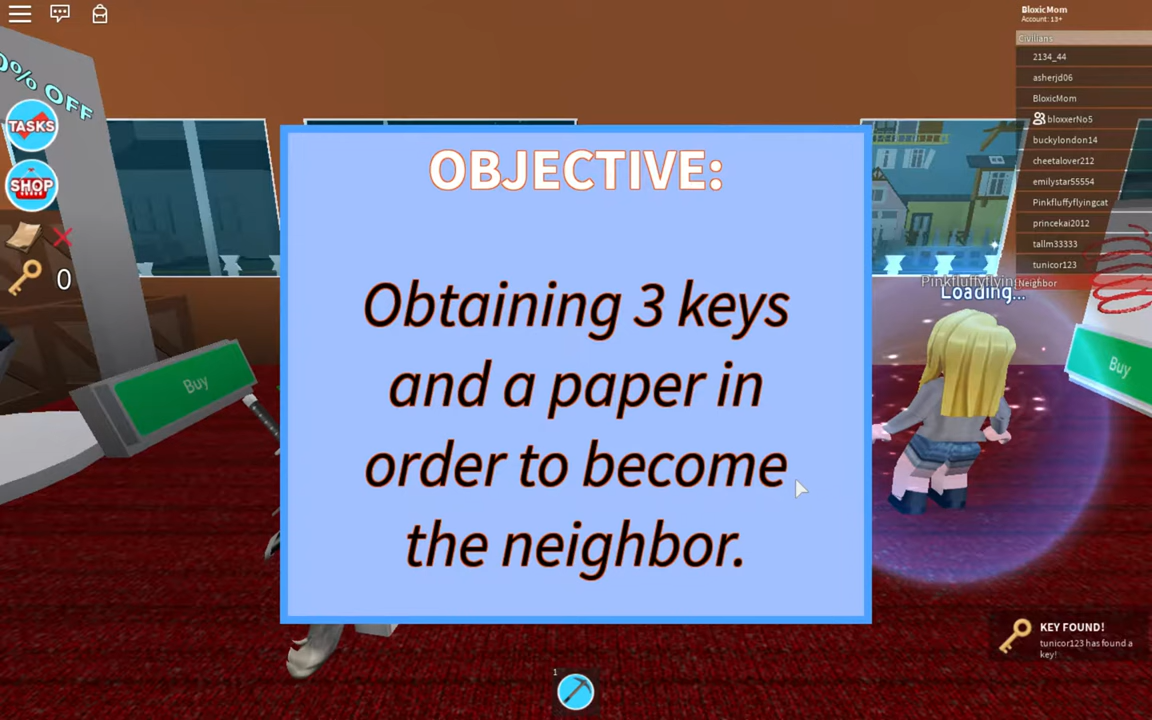 BloxicMom
Account: 13+
0% OFF
TASKS
SHOP
0
Buy
OBJECTIVE:
Obtaining 3 keys
and a paper in
order to become
the neighbor.
Civilians
2134_44
asherjd06
BloxicMom
bloxxerNo5
buckylondon14
cheetalover212
emilystar55554
Pinkfluffyflyingcat
princekai2012
tallm33333
tunicor123
Neighbor
Loading...
Buy
KEY FOUND!
tunicor123 has found a
key!
1